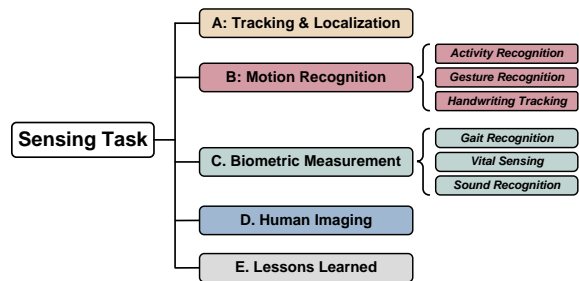 Sensing Task
A: Tracking & Localization
B: Motion Recognition
Activity Recognition
Gesture Recognition
Handwriting Tracking
C. Biometric Measurement
Gait Recognition
Vital Sensing
Sound Recognition
D. Human Imaging
E. Lessons Learned